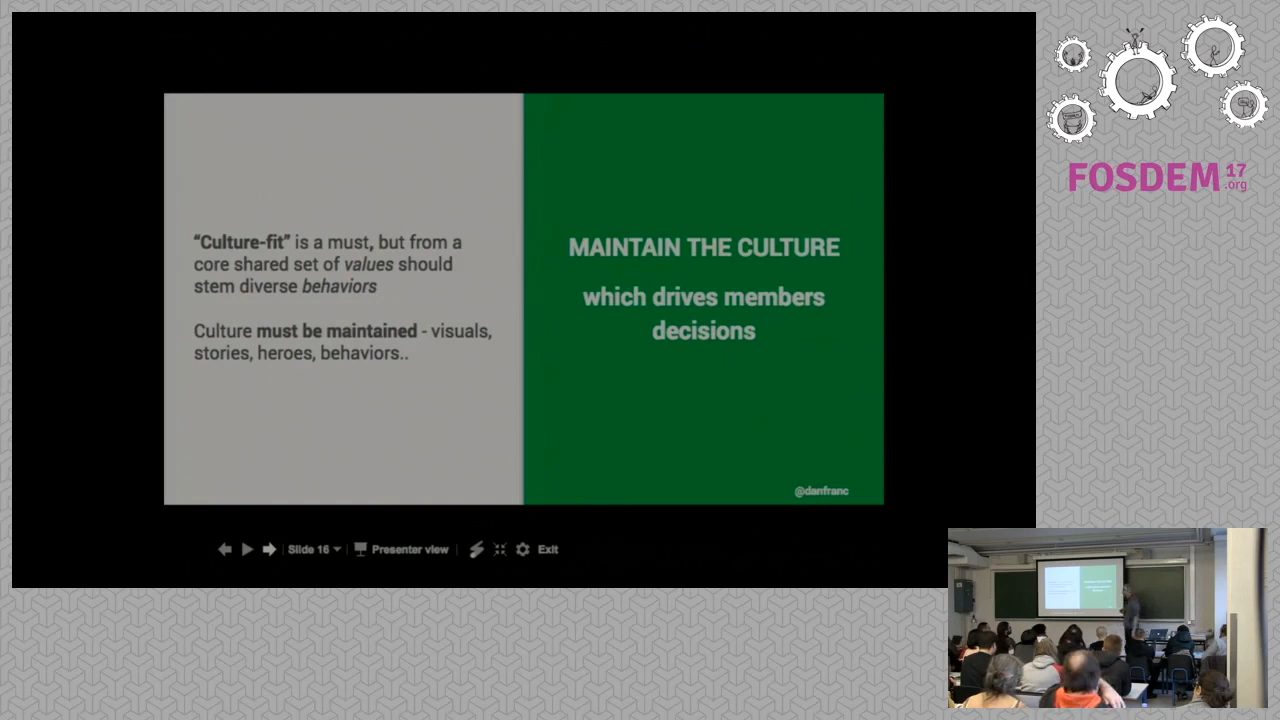 “Culture-fit” is a must, but from a
core shared set of values should
stem diverse behaviors
Culture must be maintained - visuals,
stories, heroes, behaviors..
MAINTAIN THE CULTURE
which drives members
decisions
@danfranc
Slide 16
Presenter view
Exit
FOSDEM 17
.org